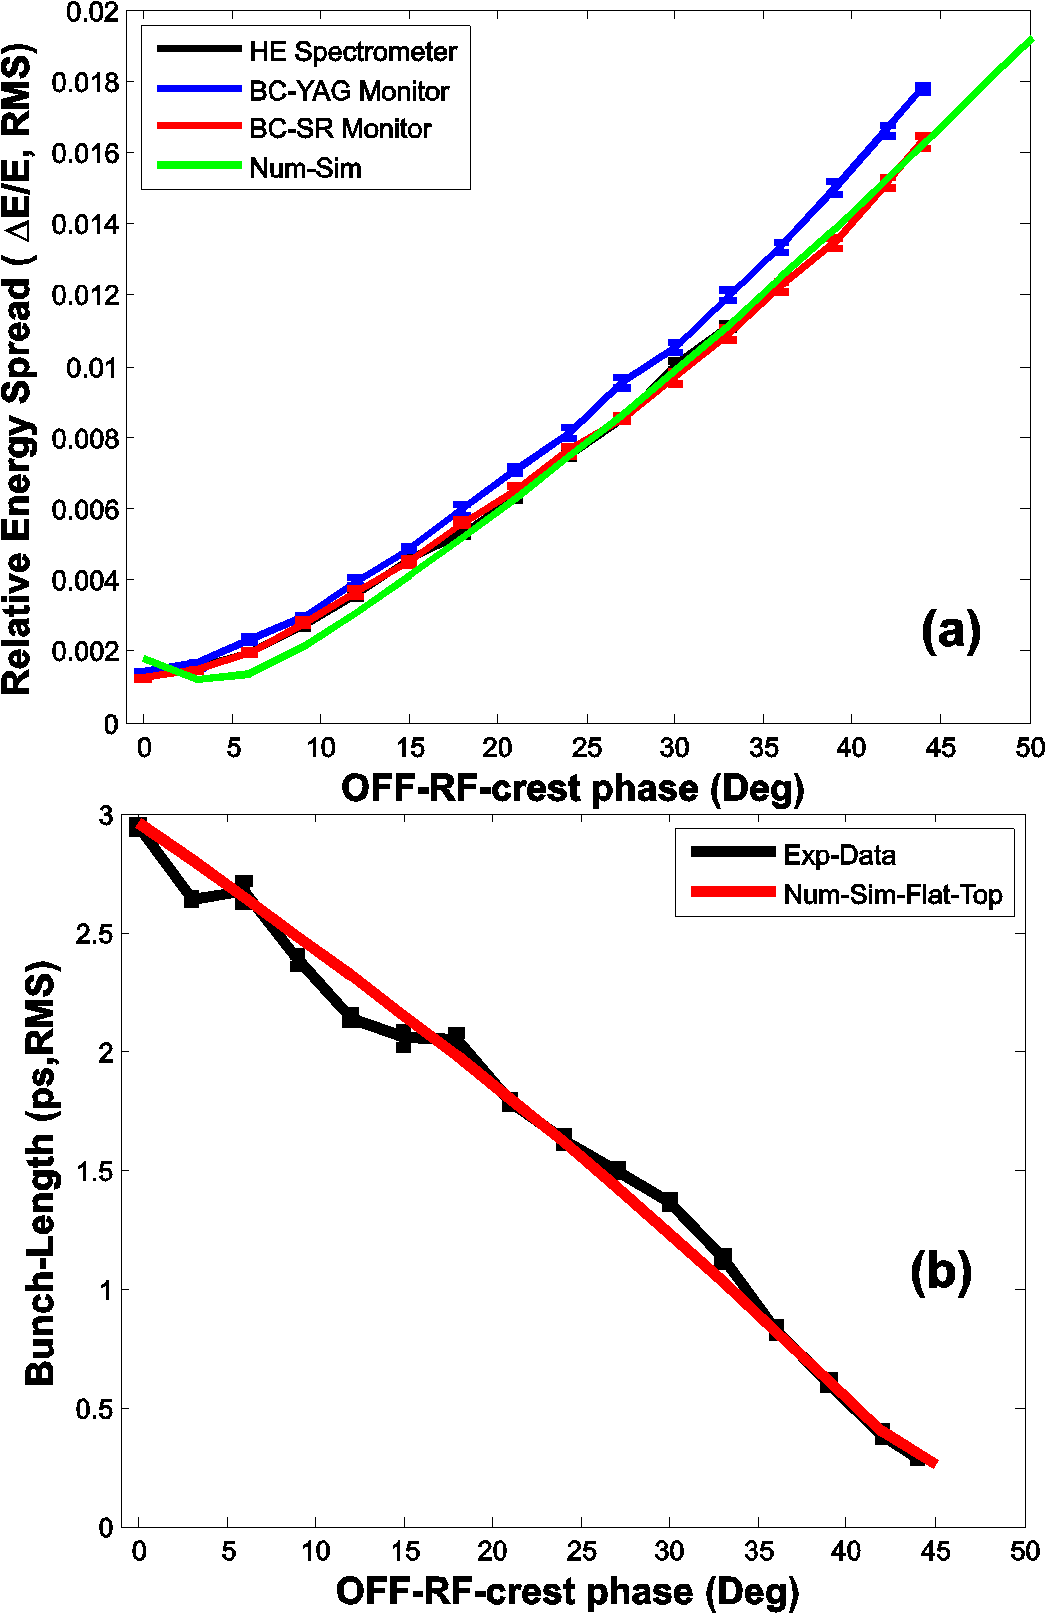 Relative Energy Spread ( ΔE/E, RMS)
0.02
0.018
0.016
0.014
0.012
0.01
0.008
0.006
0.004
0.002
0
HE Spectrometer
BC-YAG Monitor
BC-SR Monitor
Num-Sim
(a)
0 5 10 15 20 25 30 35 40 45 50
OFF-RF-crest phase (Deg)
Bunch-Length (ps,RMS)
3
2.5
2
1.5
1
0.5
0
Exp-Data
Num-Sim-Flat-Top
(b)
0 5 10 15 20 25 30 35 40 45 50
OFF-RF-crest phase (Deg)